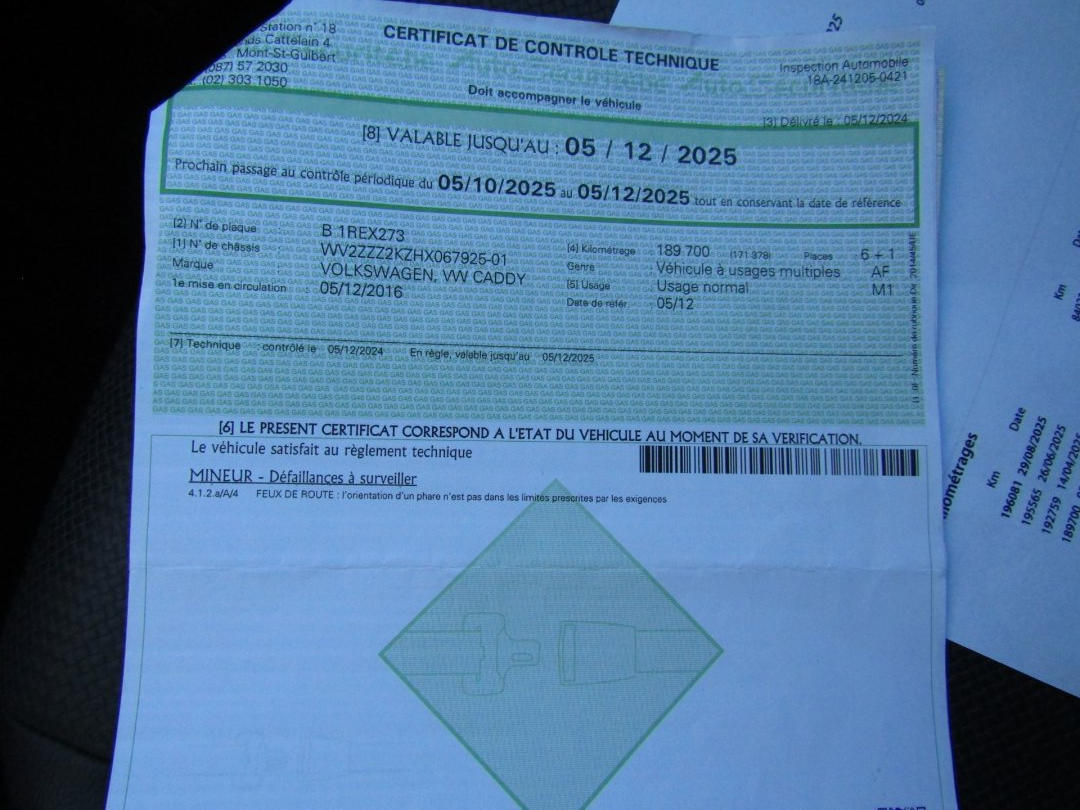 Station n° 18
Cattelain 4
Mont-St-Guibert
(087) 57 2030
(02) 303 1050
CERTIFICAT DE CONTROLE TECHNIQUE
Doit accompagner le véhicule
Inspection Automobile
18A-241205-0421
[3] Délivré le : 05/12/2024
[8] VALABLE JUSQU'AU : 05 / 12 / 2025
Prochain passage au contrôle périodique du 05/10/2025 au 05/12/2025 tout en conservant la date de référence
[2] N° de plaque : B 1REX273
[1] N° de châssis : WV2ZZZ2KZHX067925-01
Marque : VOLKSWAGEN, VW CADDY
1e mise en circulation : 05/12/2016
[4] Kilométrage : 189 700 (171 378) Places 6 + 1
Genre : Véhicule à usages multiples AF
[5] Usage : Usage normal M1
Date de référ. : 05/12
[7] Technique : contrôlé le 05/12/2024 En règle, valable jusqu'au 05/12/2025
[6] LE PRESENT CERTIFICAT CORRESPOND A L'ETAT DU VEHICULE AU MOMENT DE SA VERIFICATION.
Le véhicule satisfait au règlement technique
MINEUR - Défaillances à surveiller
4.1.2.a/A/4 FEUX DE ROUTE : l'orientation d'un phare n'est pas dans les limites prescrites par les exigences
Km Date
196081 29/08/2025
195565 26/06/2025
192759 14/04/2025
189700